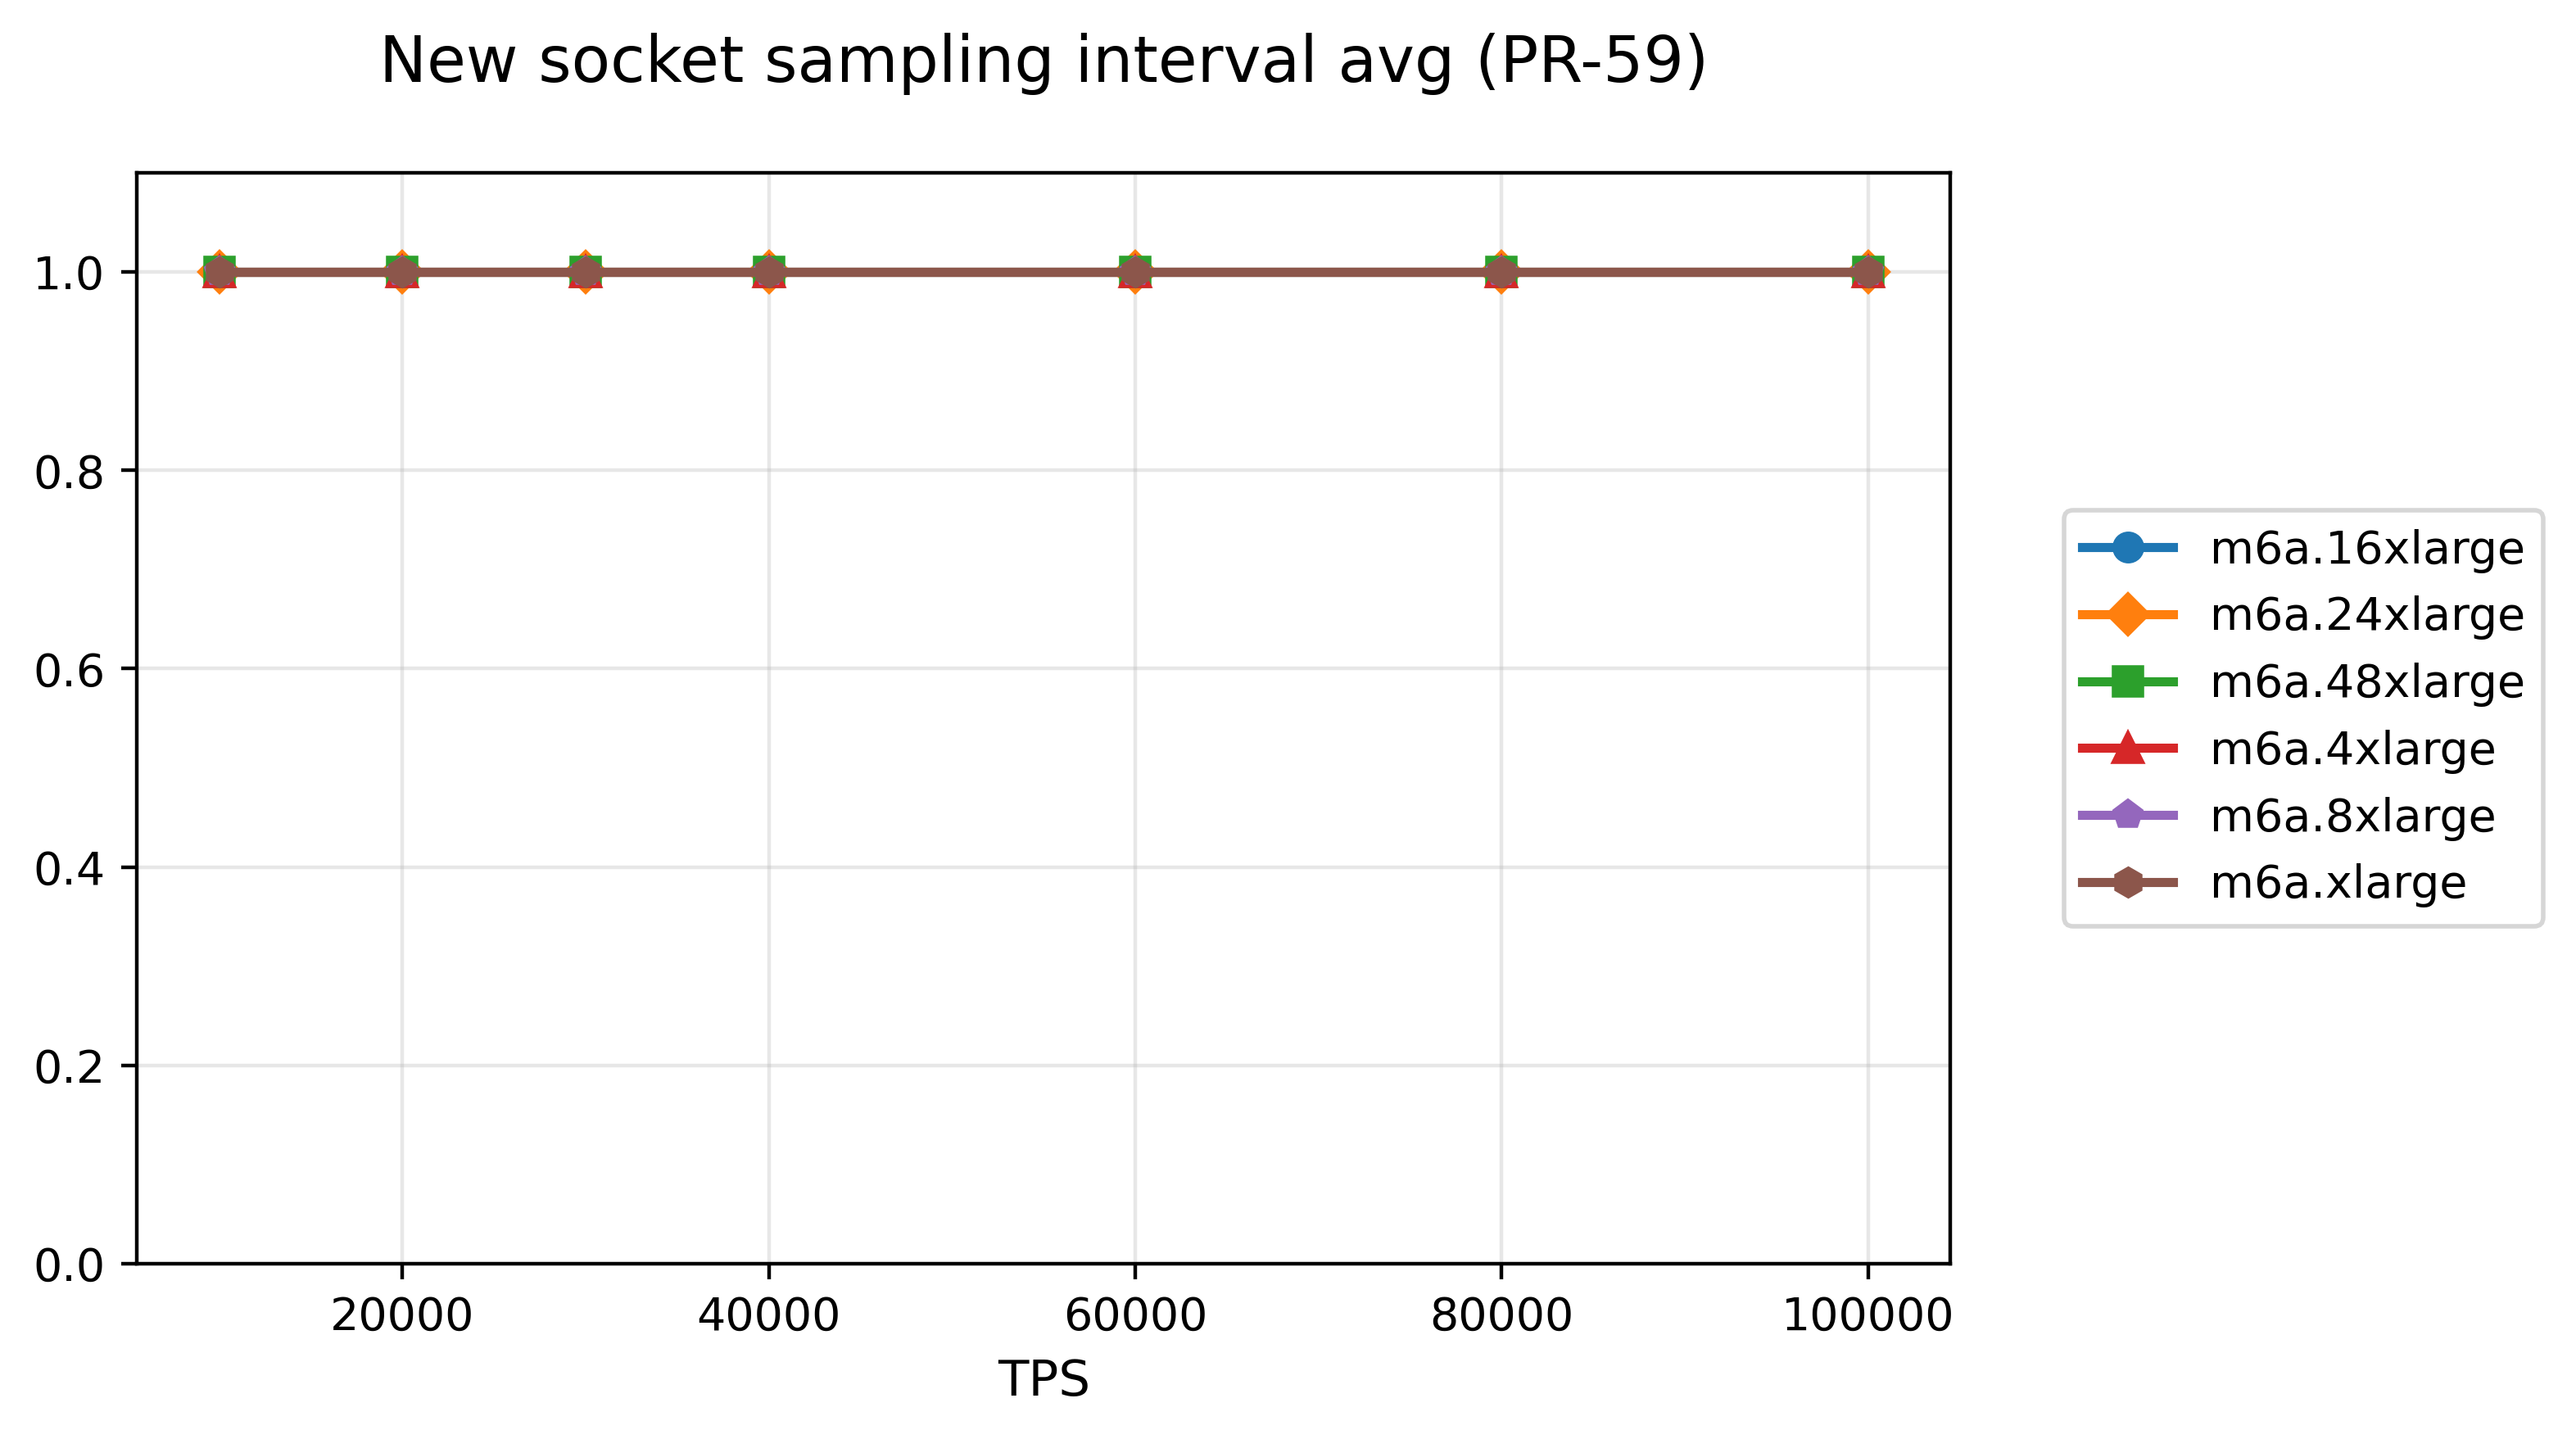 New socket sampling interval avg (PR-59)
1.0
0.8
0.6
0.4
0.2
0.0
20000 40000 60000 80000 100000
TPS
m6a.16xlarge
m6a.24xlarge
m6a.48xlarge
m6a.4xlarge
m6a.8xlarge
m6a.xlarge